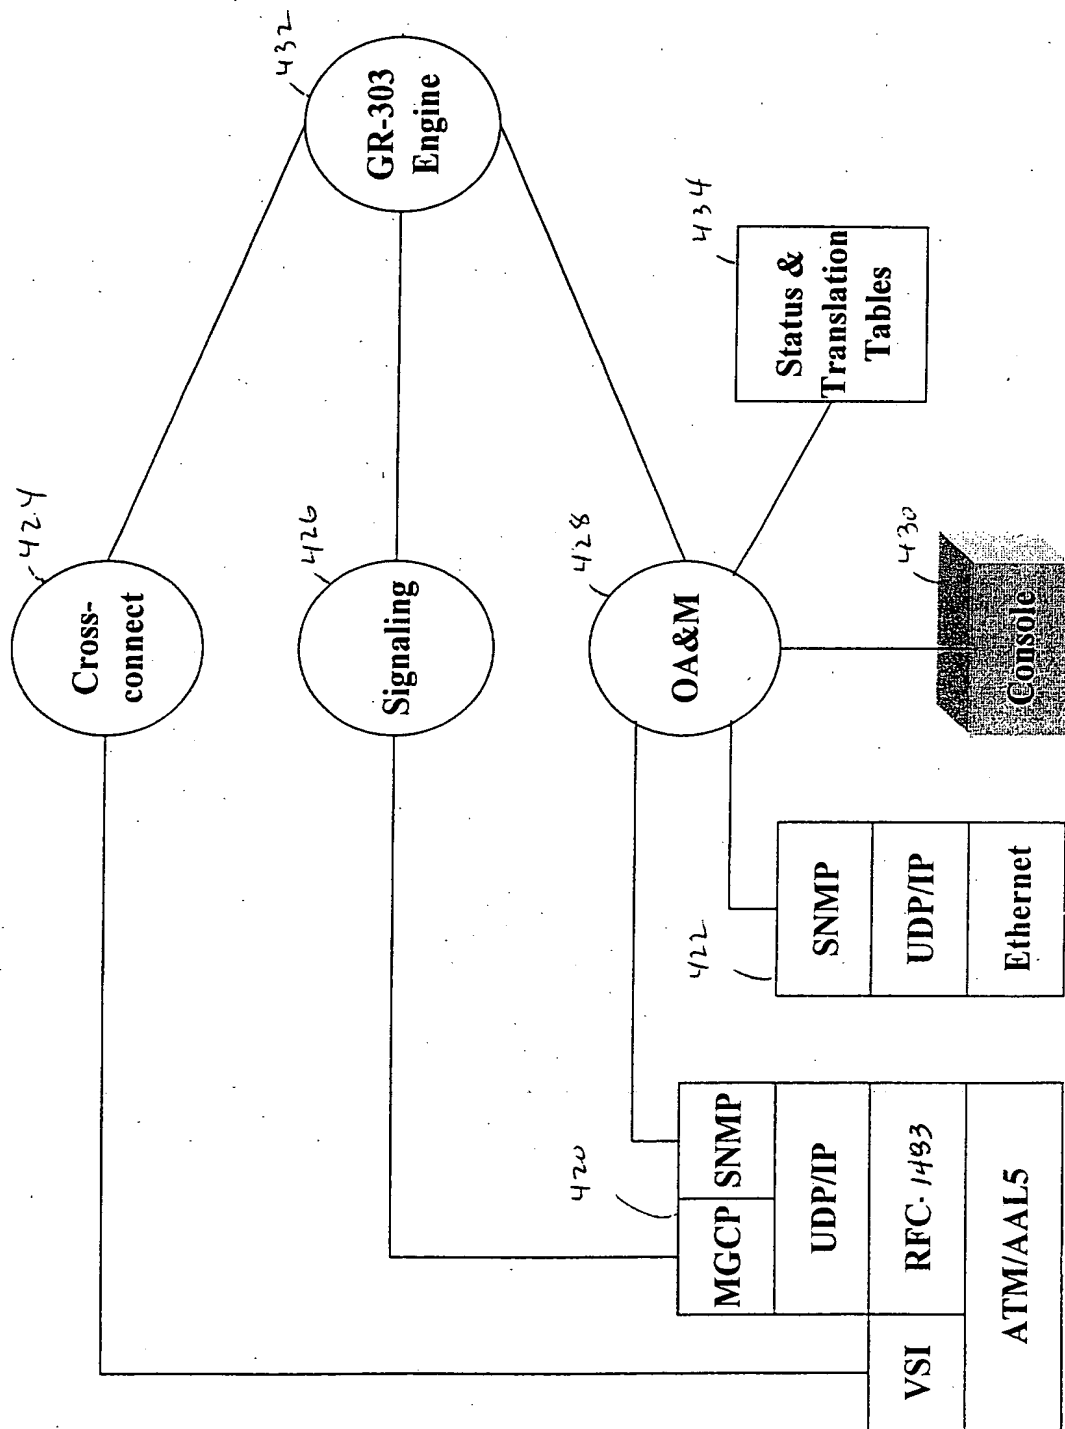 432
GR-303
Engine
424
Cross-
connect
426
Signaling
428
OA&M
434
Status &
Translation
Tables
430
Console
422
SNMP
UDP/IP
Ethernet
420
MGCP
SNMP
UDP/IP
VSI
RFC-1483
ATM/AAL5